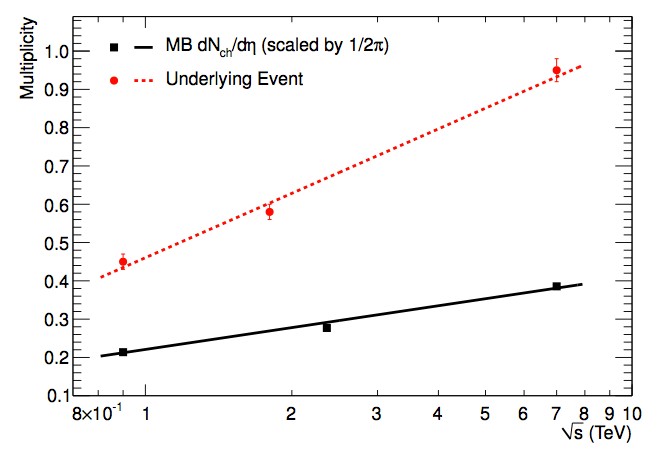 Multiplicity
MB dNch/dη (scaled by 1/2π)
Underlying Event
1.0
0.9
0.8
0.7
0.6
0.5
0.4
0.3
0.2
0.1
8×10⁻¹ 1 2 3 4 5 6 7 8 9 10
√s (TeV)